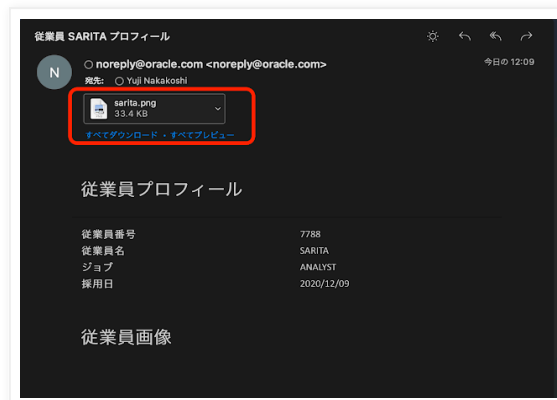 従業員 SARITA プロフィール
N
noreply@oracle.com <noreply@oracle.com>
今日の 12:09
宛先: Yuji Nakakoshi
sarita.png
33.4 KB
すべてダウンロード • すべてプレビュー
従業員プロフィール
従業員番号 7788
従業員名 SARITA
ジョブ ANALYST
採用日 2020/12/09
従業員画像